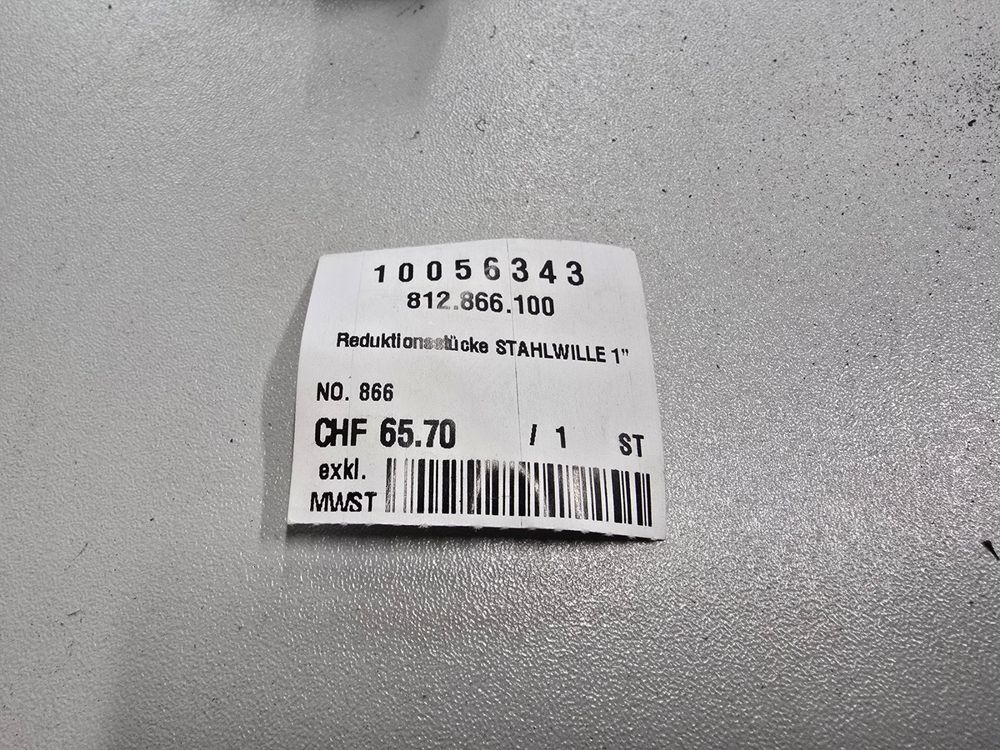 10056343
812.866.100
Reduktionsstücke STAHLWILLE 1"
NO. 866
CHF 65.70 / 1 ST
exkl.
MWST